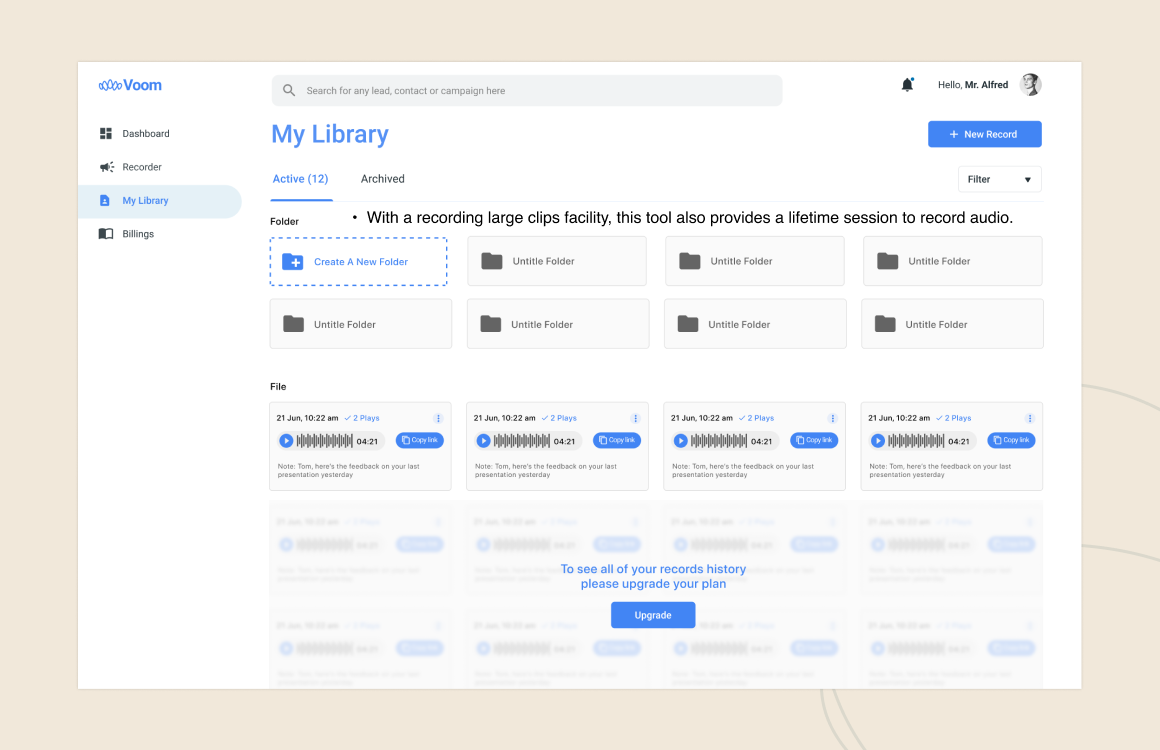 Voom
Search for any lead, contact or campaign here
Hello, Mr. Alfred
Dashboard
Recorder
My Library
Billings
My Library
+ New Record
Active (12)
Archived
Filter
Folder
• With a recording large clips facility, this tool also provides a lifetime session to record audio.
Create A New Folder
Untitle Folder
Untitle Folder
Untitle Folder
Untitle Folder
Untitle Folder
Untitle Folder
Untitle Folder
File
21 Jun, 10:22 am 2 Plays
04:21 Copy link
Note: Tom, here's the feedback on your last
presentation yesterday
21 Jun, 10:22 am 2 Plays
04:21 Copy link
Note: Tom, here's the feedback on your last
presentation yesterday
21 Jun, 10:22 am 2 Plays
04:21 Copy link
Note: Tom, here's the feedback on your last
presentation yesterday
21 Jun, 10:22 am 2 Plays
04:21 Copy link
Note: Tom, here's the feedback on your last
presentation yesterday
To see all of your records history
please upgrade your plan
Upgrade